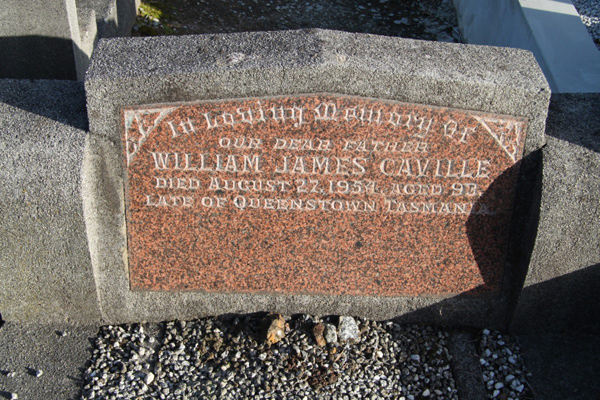 In Loving Memory of
OUR DEAR FATHER
WILLIAM JAMES CAVILLE
DIED AUGUST 27, 1954, AGED 93.
LATE OF QUEENSTOWN TASMANIA